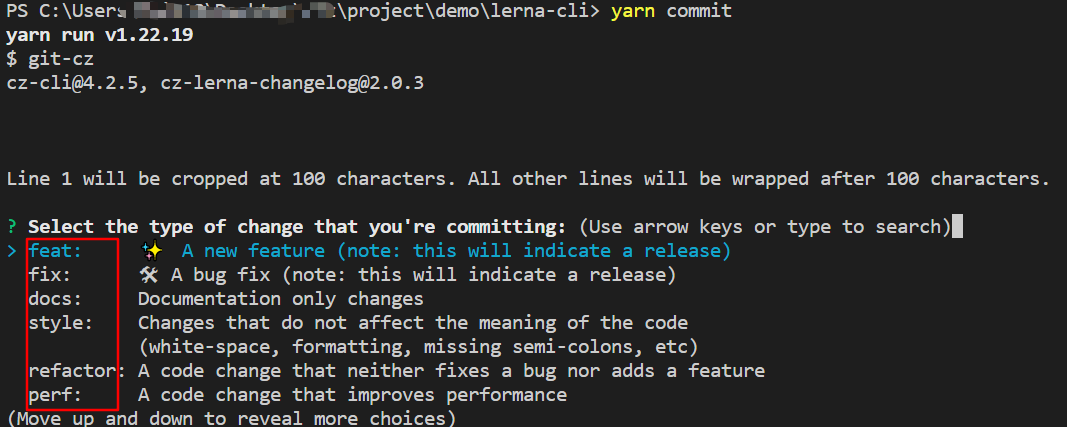 PS C:\Users\project\demo\lerna-cli> yarn commit
yarn run v1.22.19
$ git-cz
cz-cli@4.2.5, cz-lerna-changelog@2.0.3
Line 1 will be cropped at 100 characters. All other lines will be wrapped after 100 characters.
? Select the type of change that you're committing: (Use arrow keys or type to search)
> feat: ✨ A new feature (note: this will indicate a release)
fix: 🛠 A bug fix (note: this will indicate a release)
docs: Documentation only changes
style: Changes that do not affect the meaning of the code
(white-space, formatting, missing semi-colons, etc)
refactor: A code change that neither fixes a bug nor adds a feature
perf: A code change that improves performance
(Move up and down to reveal more choices)